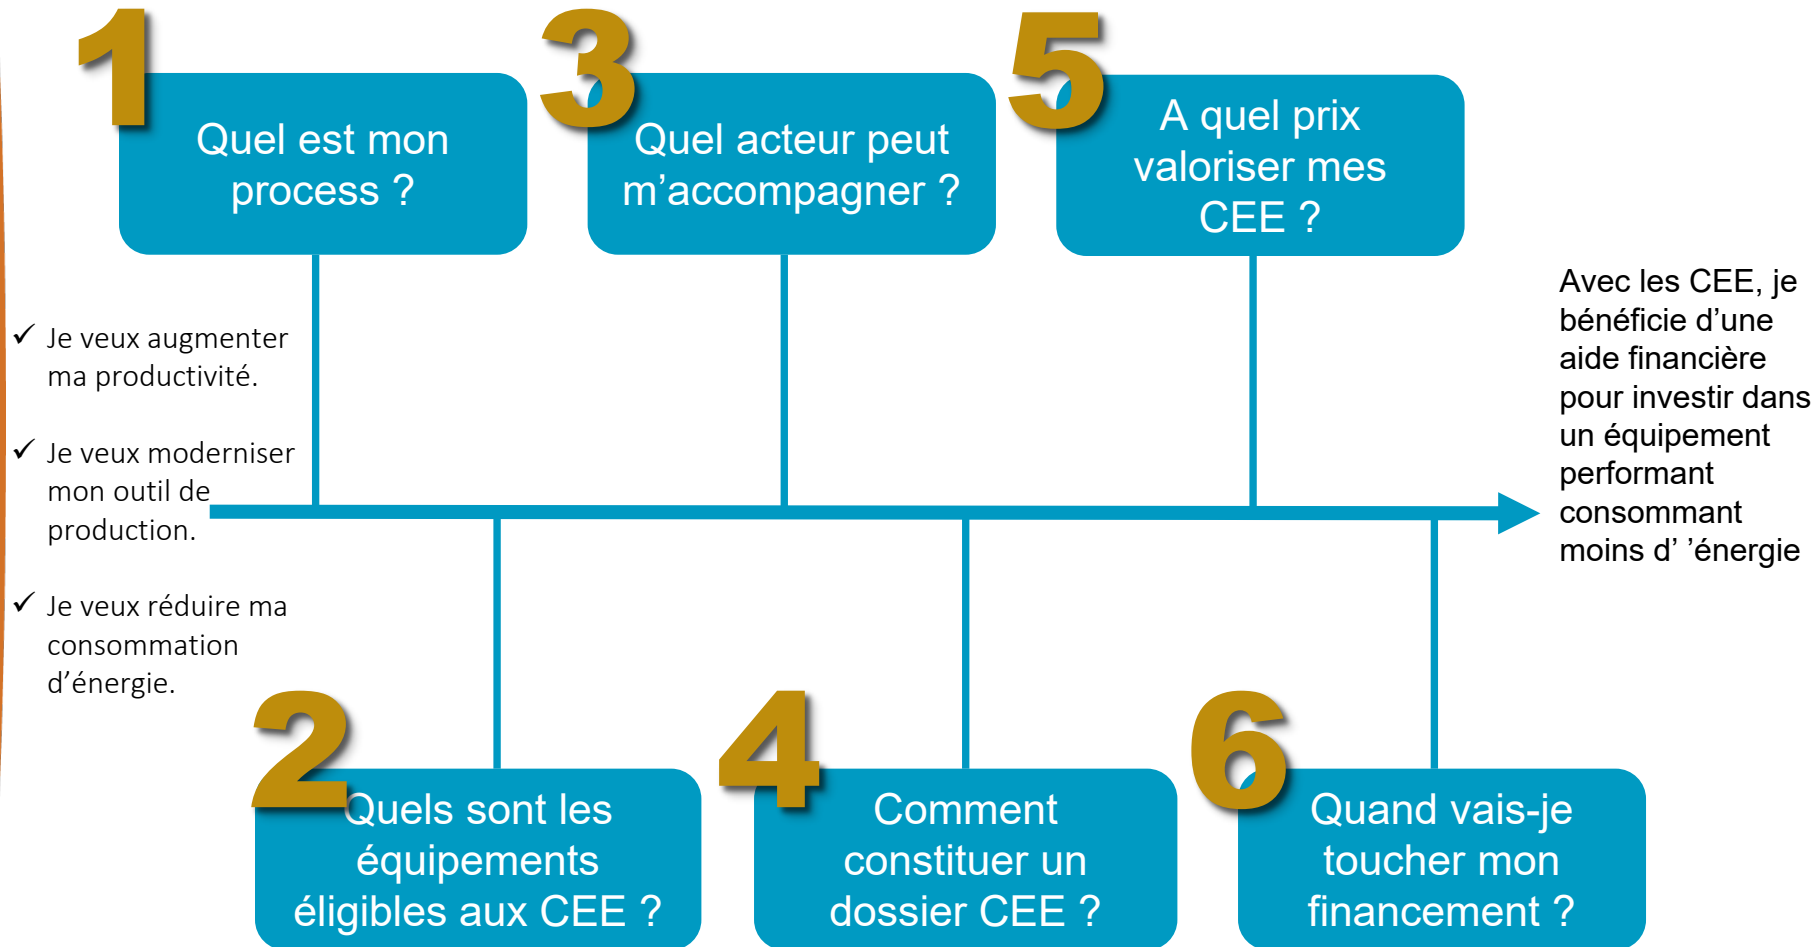 1
Quel est mon
process ?
3
Quel acteur peut
m’accompagner ?
5
A quel prix
valoriser mes
CEE ?
✓ Je veux augmenter
ma productivité.
✓ Je veux moderniser
mon outil de
production.
✓ Je veux réduire ma
consommation
d’énergie.
Avec les CEE, je
bénéficie d’une
aide financière
pour investir dans
un équipement
performant
consommant
moins d’ ’énergie
2
Quels sont les
équipements
éligibles aux CEE ?
4
Comment
constituer un
dossier CEE ?
6
Quand vais-je
toucher mon
financement ?